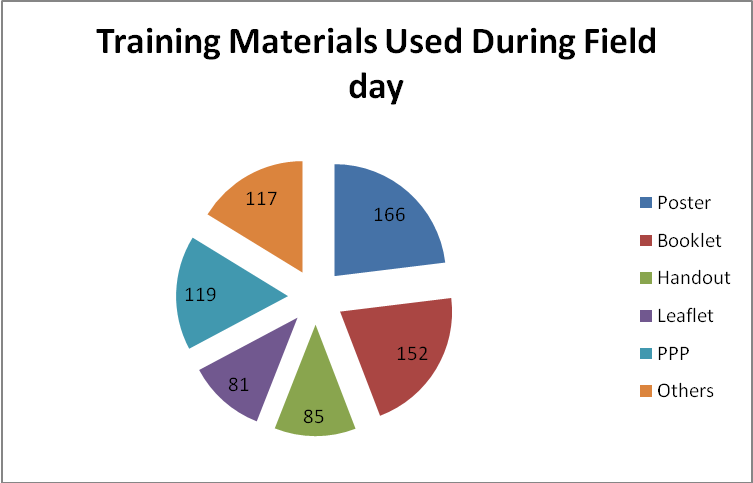 Training Materials Used During Field
day
117
166
119
152
81
85
Poster
Booklet
Handout
Leaflet
PPP
Others